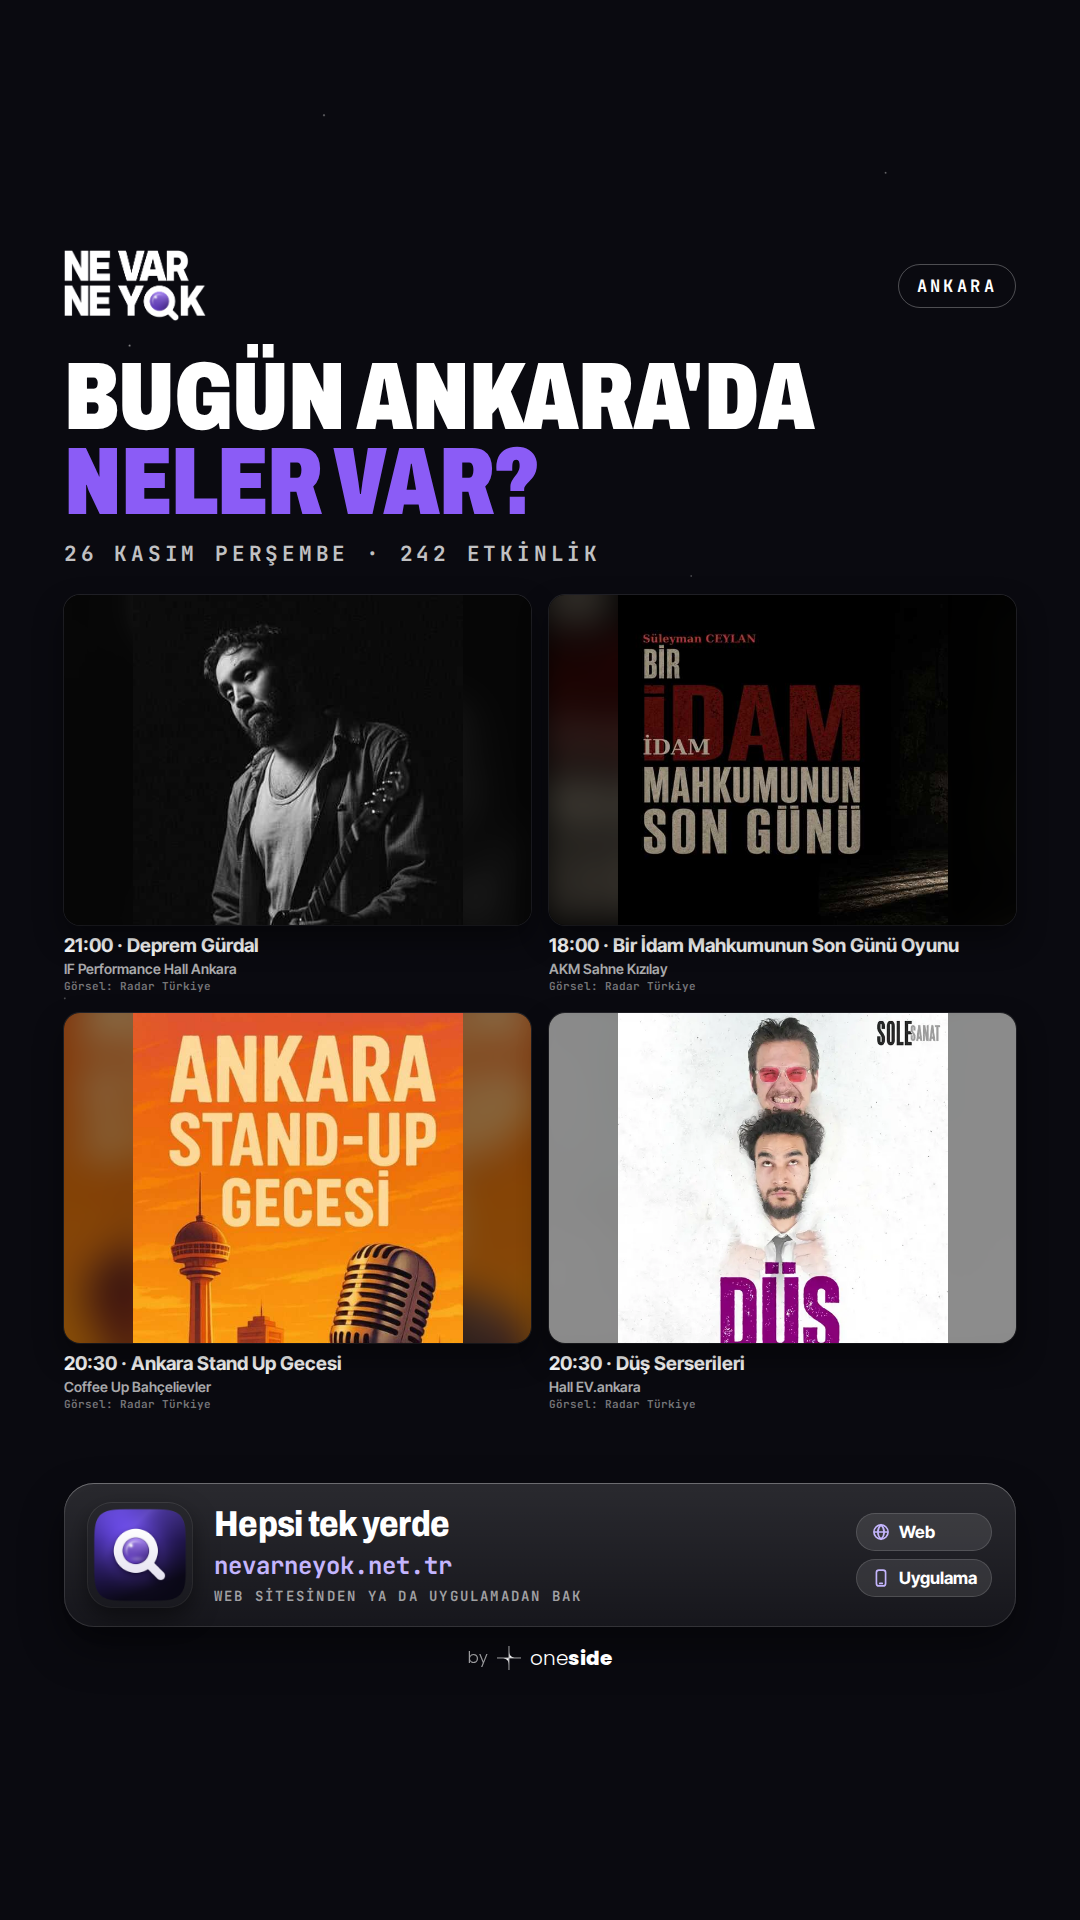 NE VAR
NE YOK
ANKARA
BUGÜN ANKARA'DA
NELER VAR?
26 KASIM PERŞEMBE · 242 ETKİNLİK
Süleyman CEYLAN
BİR
İDAM
İDAM
MAHKUMUNUN
SON GÜNÜ
21:00 · Deprem Gürdal
IF Performance Hall Ankara
Görsel: Radar Türkiye
18:00 · Bir İdam Mahkumunun Son Günü Oyunu
AKM Sahne Kızılay
Görsel: Radar Türkiye
ANKARA
STAND-UP
GECESİ
SOLESANAT
DÜŞ
20:30 · Ankara Stand Up Gecesi
Coffee Up Bahçelievler
Görsel: Radar Türkiye
20:30 · Düş Serserileri
Hall EV.ankara
Görsel: Radar Türkiye
Hepsi tek yerde
nevarneyok.net.tr
WEB SİTESİNDEN YA DA UYGULAMADAN BAK
Web
Uygulama
by oneside